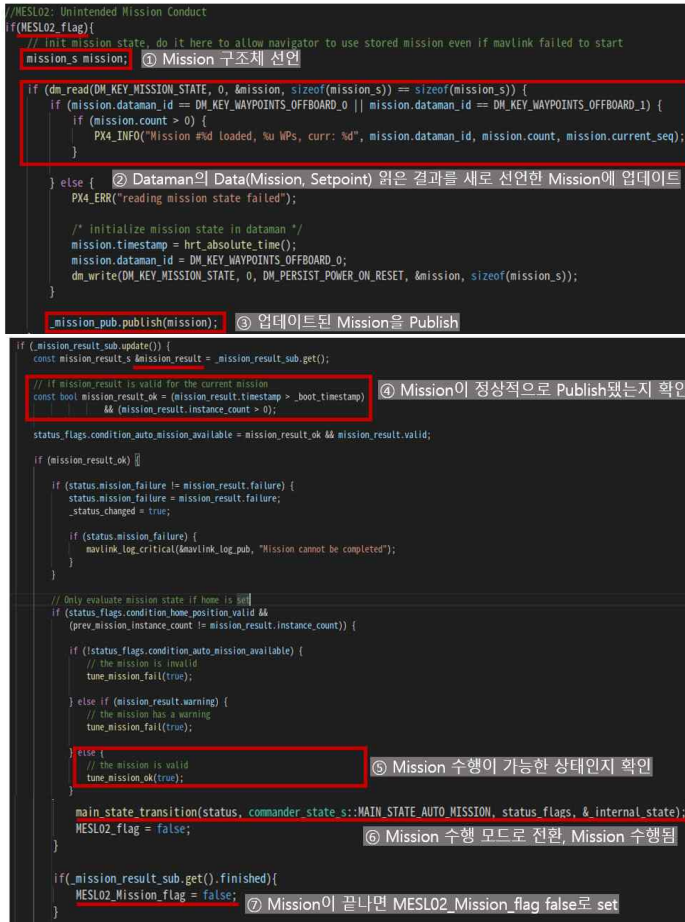 //MESL02: Unintended Mission Conduct
if(MESL02_flag){
// init mission state, do it here to allow navigator to use stored mission even if mavlink failed to start
mission_s mission; ① Mission 구조체 선언
if (dm_read(DM_KEY_MISSION_STATE, 0, &mission, sizeof(mission_s)) == sizeof(mission_s)) {
if (mission.dataman_id == DM_KEY_WAYPOINTS_OFFBOARD_0 || mission.dataman_id == DM_KEY_WAYPOINTS_OFFBOARD_1) {
if (mission.count > 0) {
PX4_INFO("Mission #%d loaded, %u WPs, curr: %d", mission.dataman_id, mission.count, mission.current_seq);
}
} else { ② Dataman의 Data(Mission, Setpoint) 읽은 결과를 새로 선언한 Mission에 업데이트
PX4_ERR("reading mission state failed");
/* initialize mission state in dataman */
mission.timestamp = hrt_absolute_time();
mission.dataman_id = DM_KEY_WAYPOINTS_OFFBOARD_0;
dm_write(DM_KEY_MISSION_STATE, 0, DM_PERSIST_POWER_ON_RESET, &mission, sizeof(mission_s));
}
_mission_pub.publish(mission); ③ 업데이트된 Mission을 Publish
if (_mission_result_sub.update()) {
const mission_result_s &mission_result = _mission_result_sub.get();
// if mission_result is valid for the current mission ④ Mission이 정상적으로 Publish됐는지 확인
const bool mission_result_ok = (mission_result.timestamp > _boot_timestamp)
&& (mission_result.instance_count > 0);
status_flags.condition_auto_mission_available = mission_result_ok && mission_result.valid;
if (mission_result_ok) {
if (status.mission_failure != mission_result.failure) {
status.mission_failure = mission_result.failure;
_status_changed = true;
if (status.mission_failure) {
mavlink_log_critical(&mavlink_log_pub, "Mission cannot be completed");
}
}
// Only evaluate mission state if home is set
if (status_flags.condition_home_position_valid &&
(prev_mission_instance_count != mission_result.instance_count)) {
if (!status_flags.condition_auto_mission_available) {
// the mission is invalid
tune_mission_fail(true);
} else if (mission_result.warning) {
// the mission has a warning
tune_mission_fail(true);
} else {
// the mission is valid ⑤ Mission 수행이 가능한 상태인지 확인
tune_mission_ok(true);
}
main_state_transition(status, commander_state_s::MAIN_STATE_AUTO_MISSION, status_flags, &_internal_state);
MESL02_flag = false; ⑥ Mission 수행 모드로 전환, Mission 수행됨
}
if(_mission_result_sub.get().finished){
MESL02_Mission_flag = false; ⑦ Mission이 끝나면 MESL02_Mission_flag false로 set
}